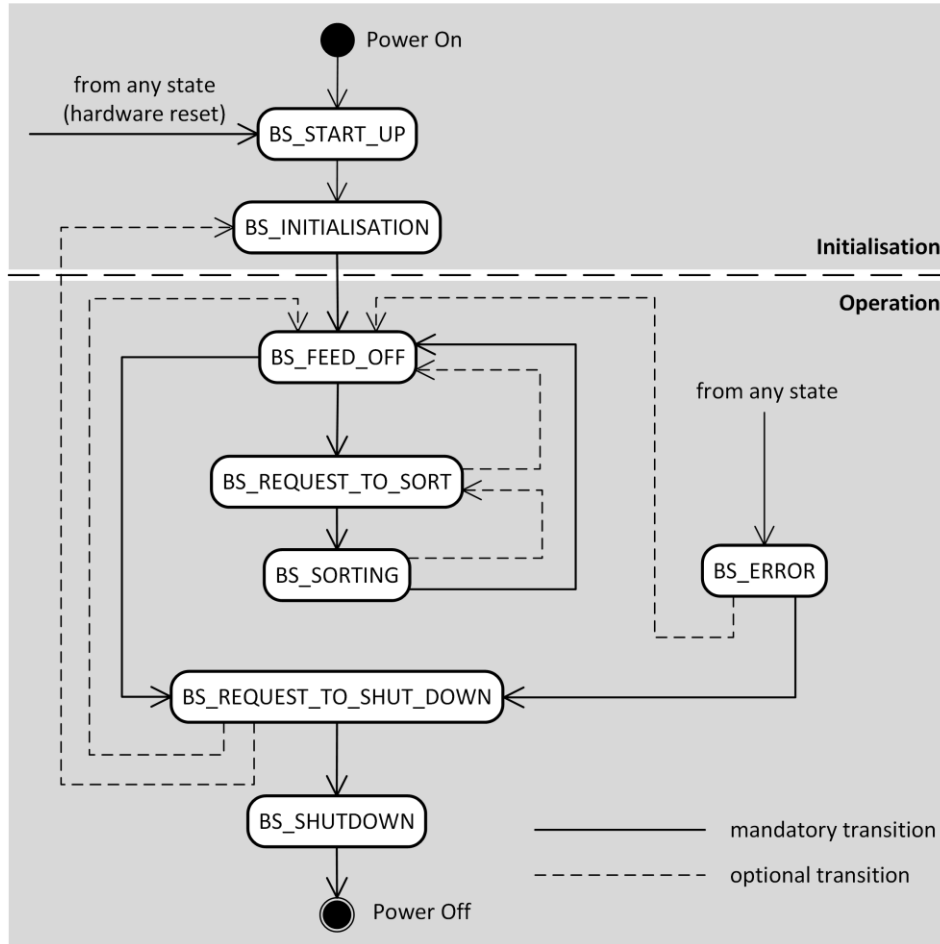 Power On
from any state
(hardware reset)
BS_START_UP
BS_INITIALISATION
Initialisation
Operation
BS_FEED_OFF
from any state
BS_REQUEST_TO_SORT
BS_SORTING
BS_ERROR
BS_REQUEST_TO_SHUT_DOWN
BS_SHUTDOWN
mandatory transition
optional transition
Power Off